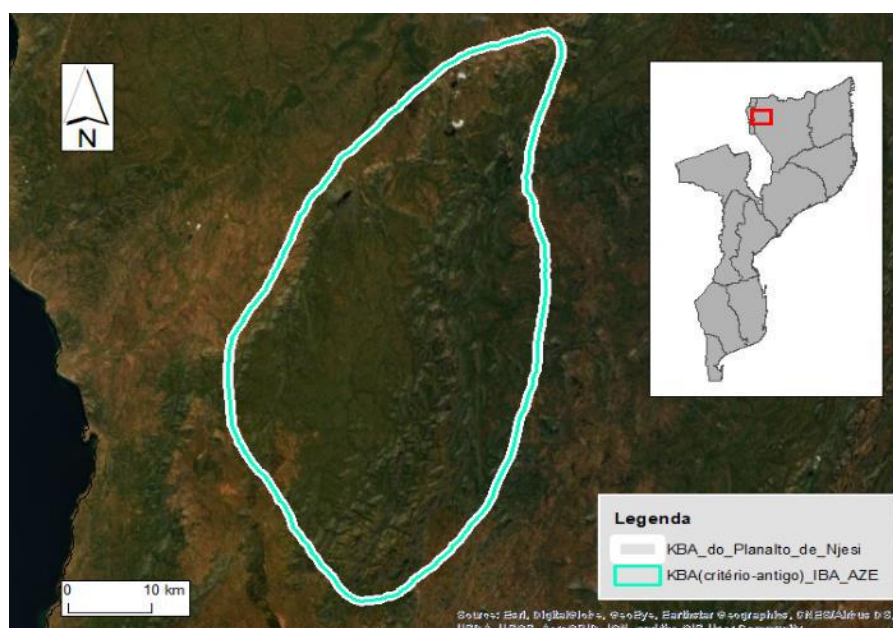 N
Legenda
KBA_do_Planalto_de_Njesi
KBA(critério-antigo)_IBA_AZE
0 10 km
Source: Esri, DigitalGlobe, GeoEye, Earthstar Geographics, CNES/Airbus DS,